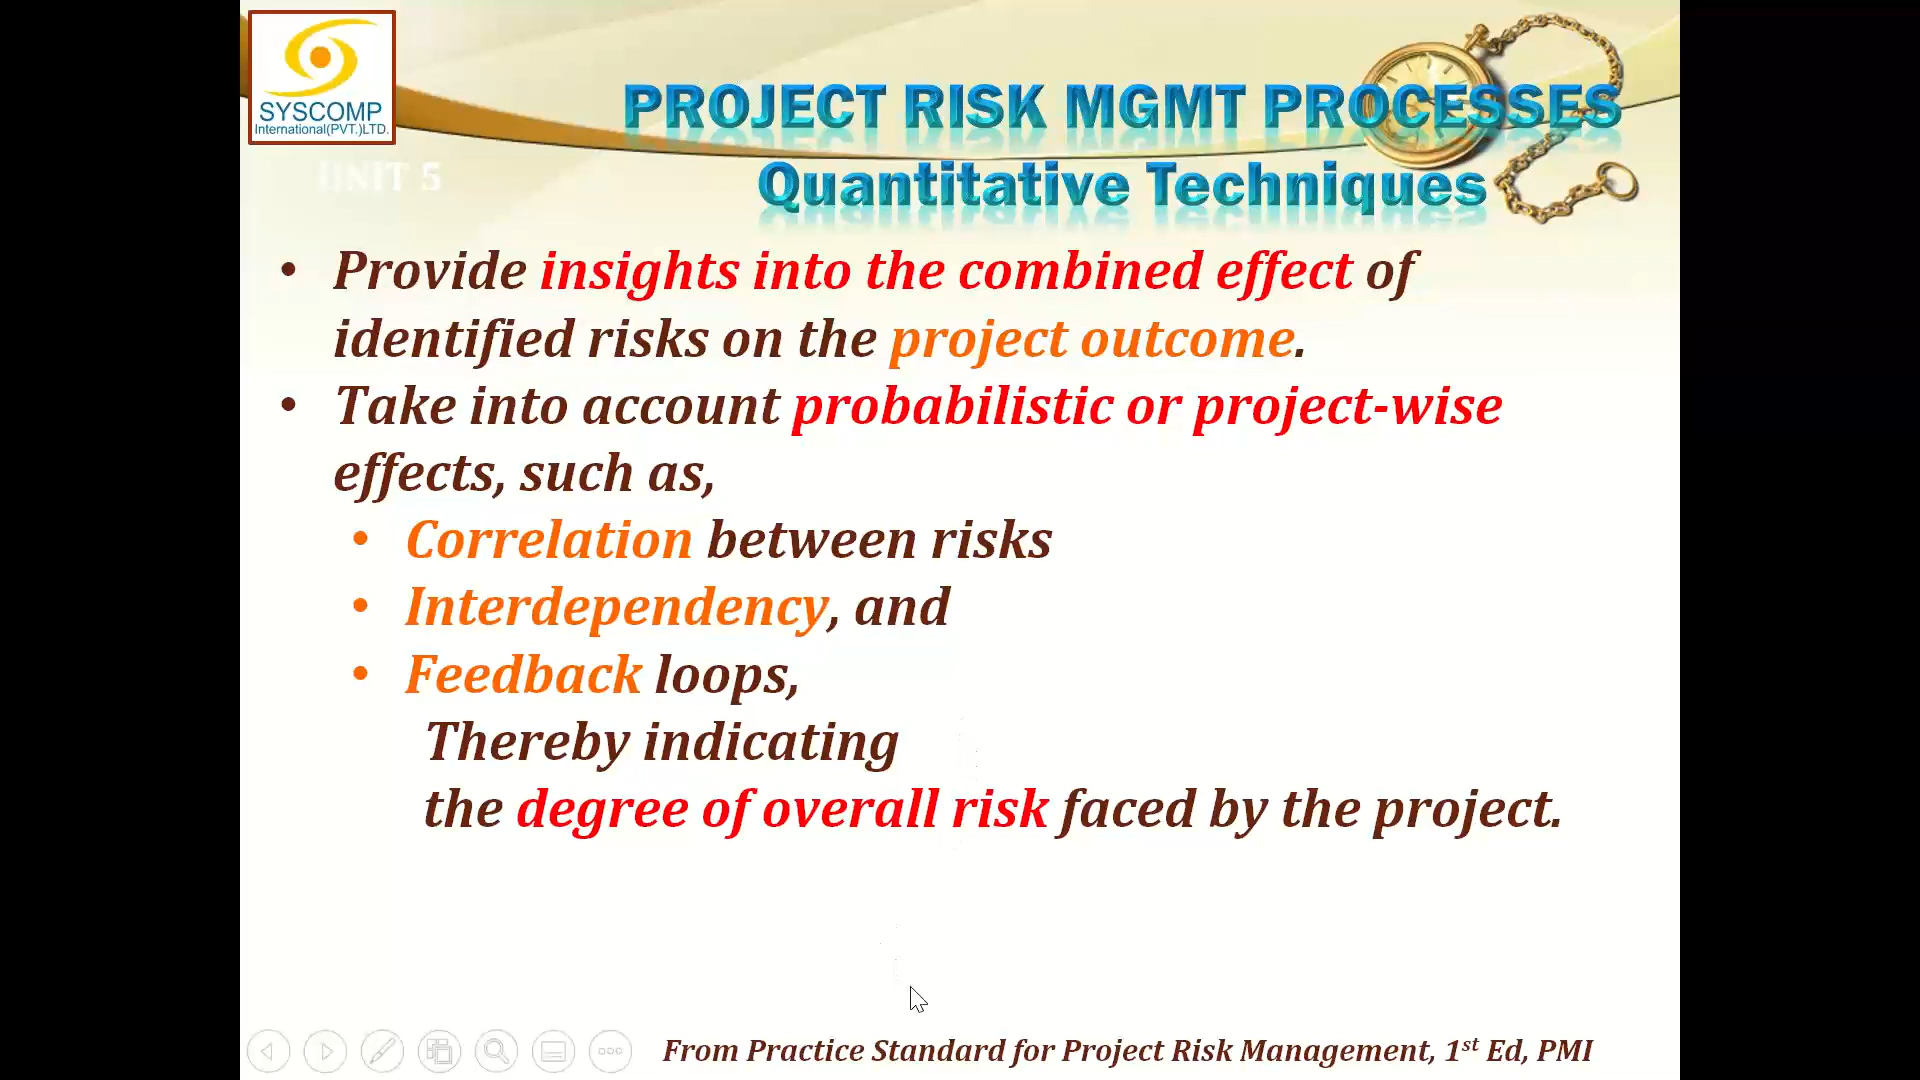 SYSCOMP
International(PVT.)LTD.
UNIT 5
PROJECT RISK MGMT PROCESSES
Quantitative Techniques
• Provide insights into the combined effect of
identified risks on the project outcome.
• Take into account probabilistic or project-wise
effects, such as,
• Correlation between risks
• Interdependency, and
• Feedback loops,
Thereby indicating
the degree of overall risk faced by the project.
From Practice Standard for Project Risk Management, 1st Ed, PMI